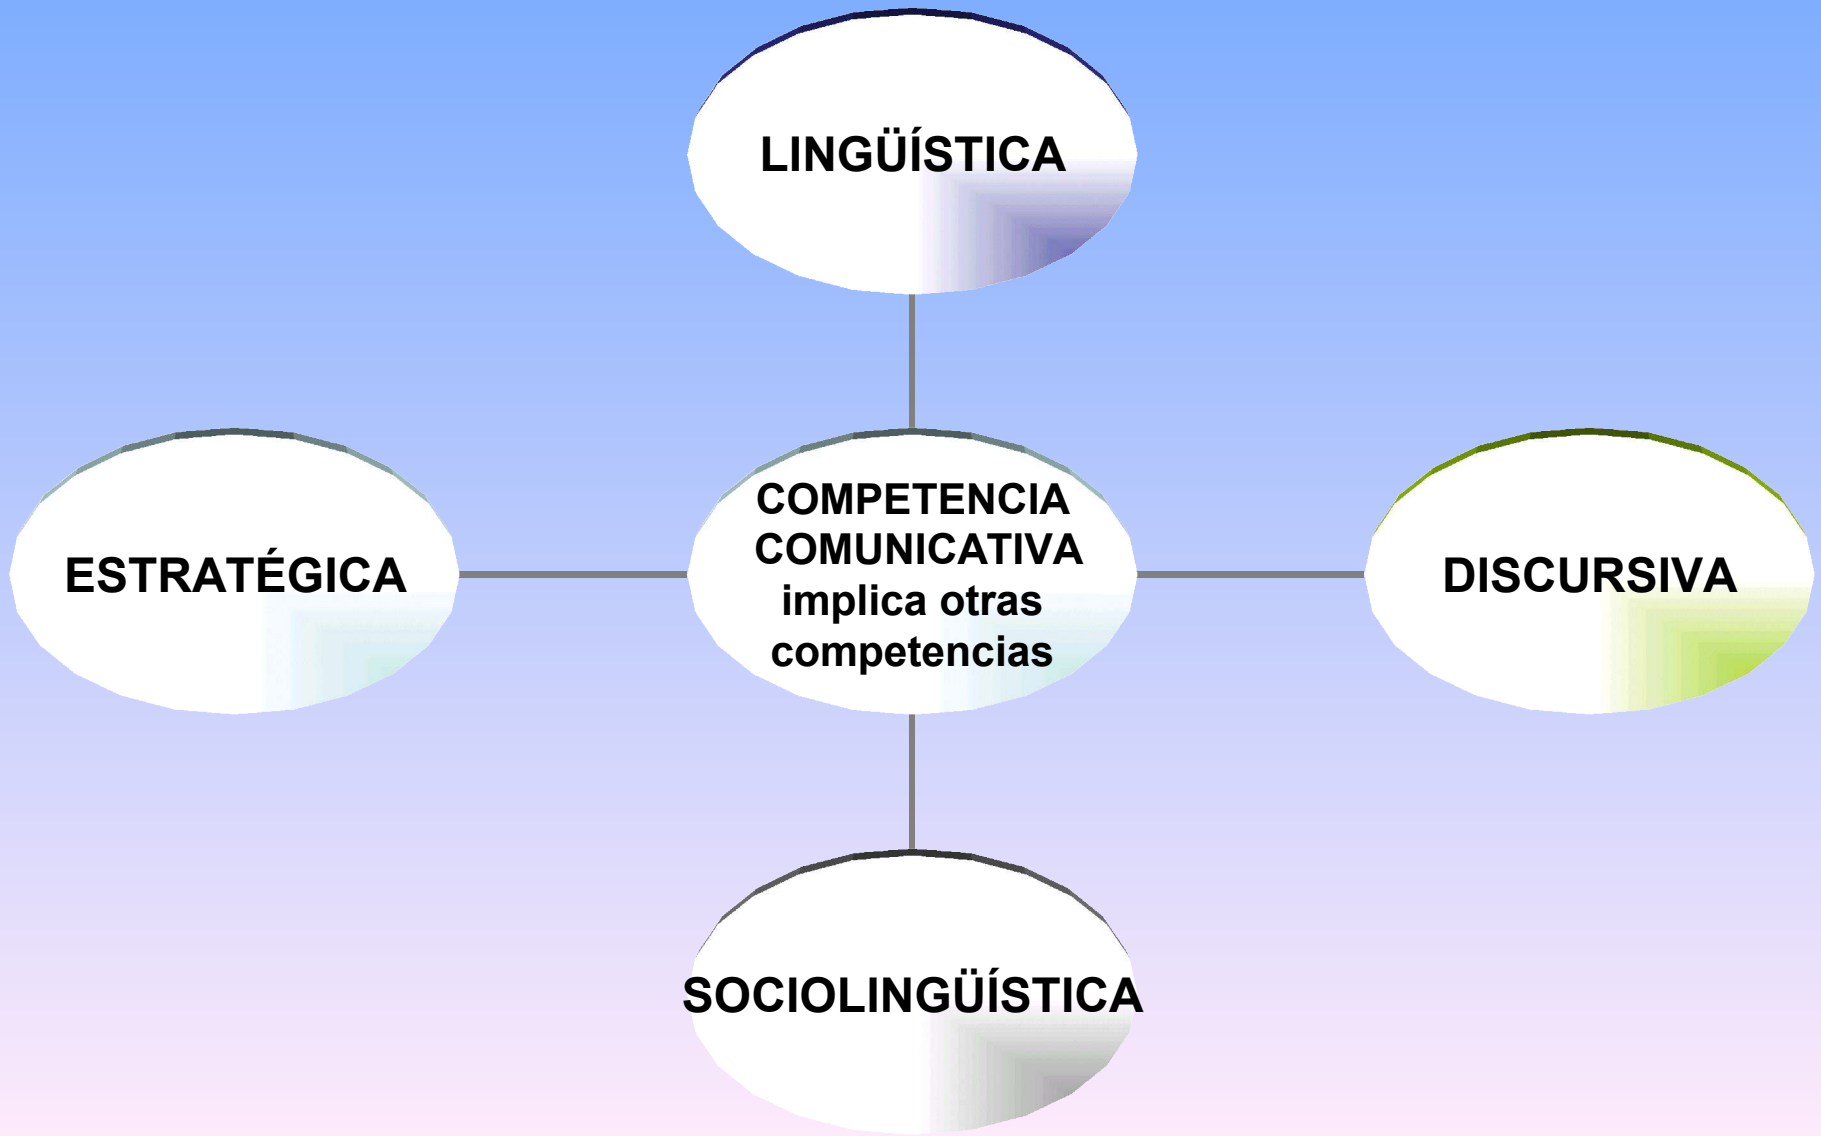 LINGÜÍSTICA
ESTRATÉGICA
COMPETENCIA
COMUNICATIVA
implica otras
competencias
DISCURSIVA
SOCIOLINGÜÍSTICA